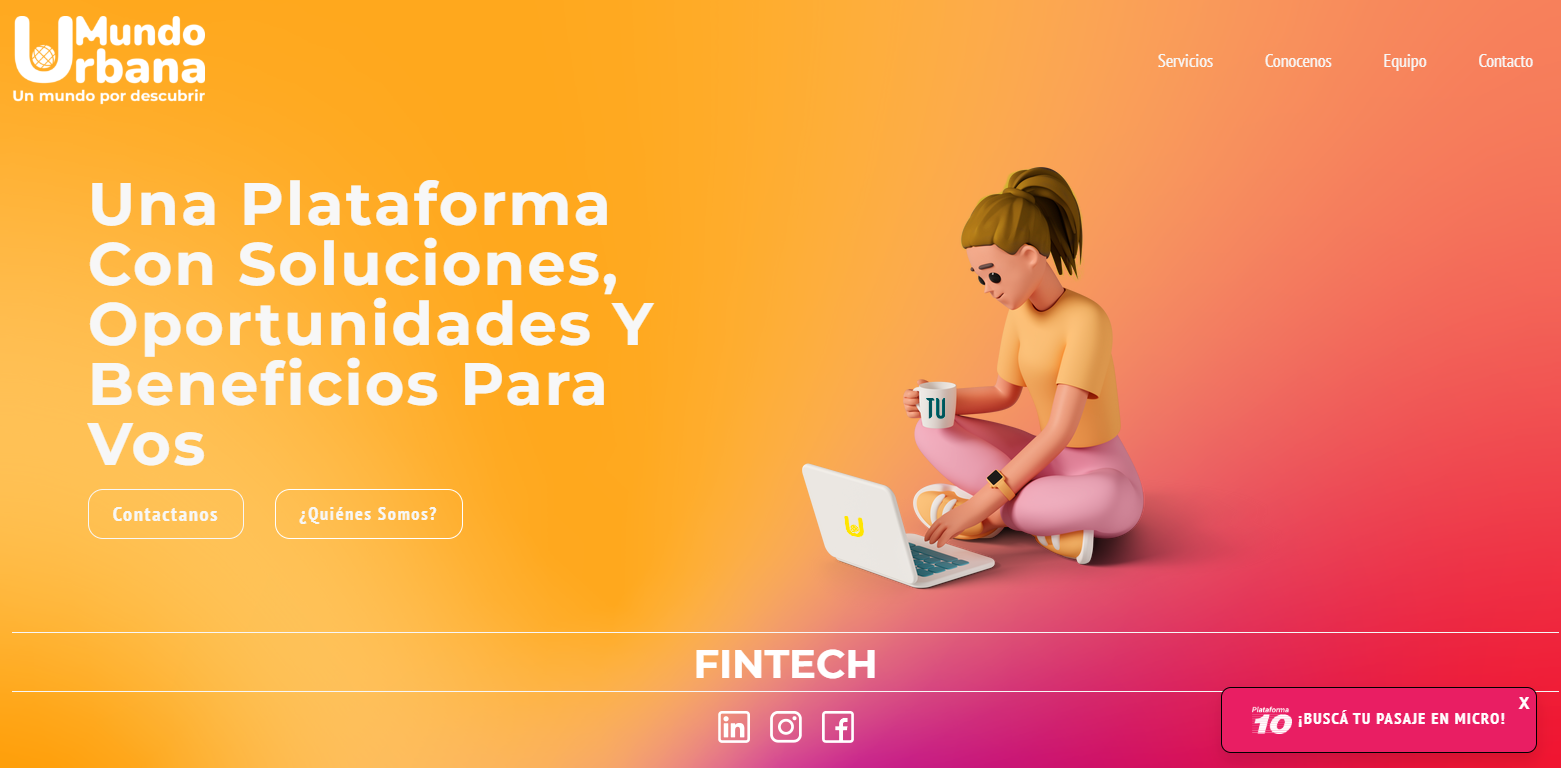 Mundo
Urbana
Un mundo por descubrir
Servicios
Conocenos
Equipo
Contacto
Una Plataforma
Con Soluciones,
Oportunidades Y
Beneficios Para
Vos
Contactanos
¿Quiénes Somos?
TU
U
FINTECH
in
X
Plataforma
10
¡BUSCÁ TU PASAJE EN MICRO!